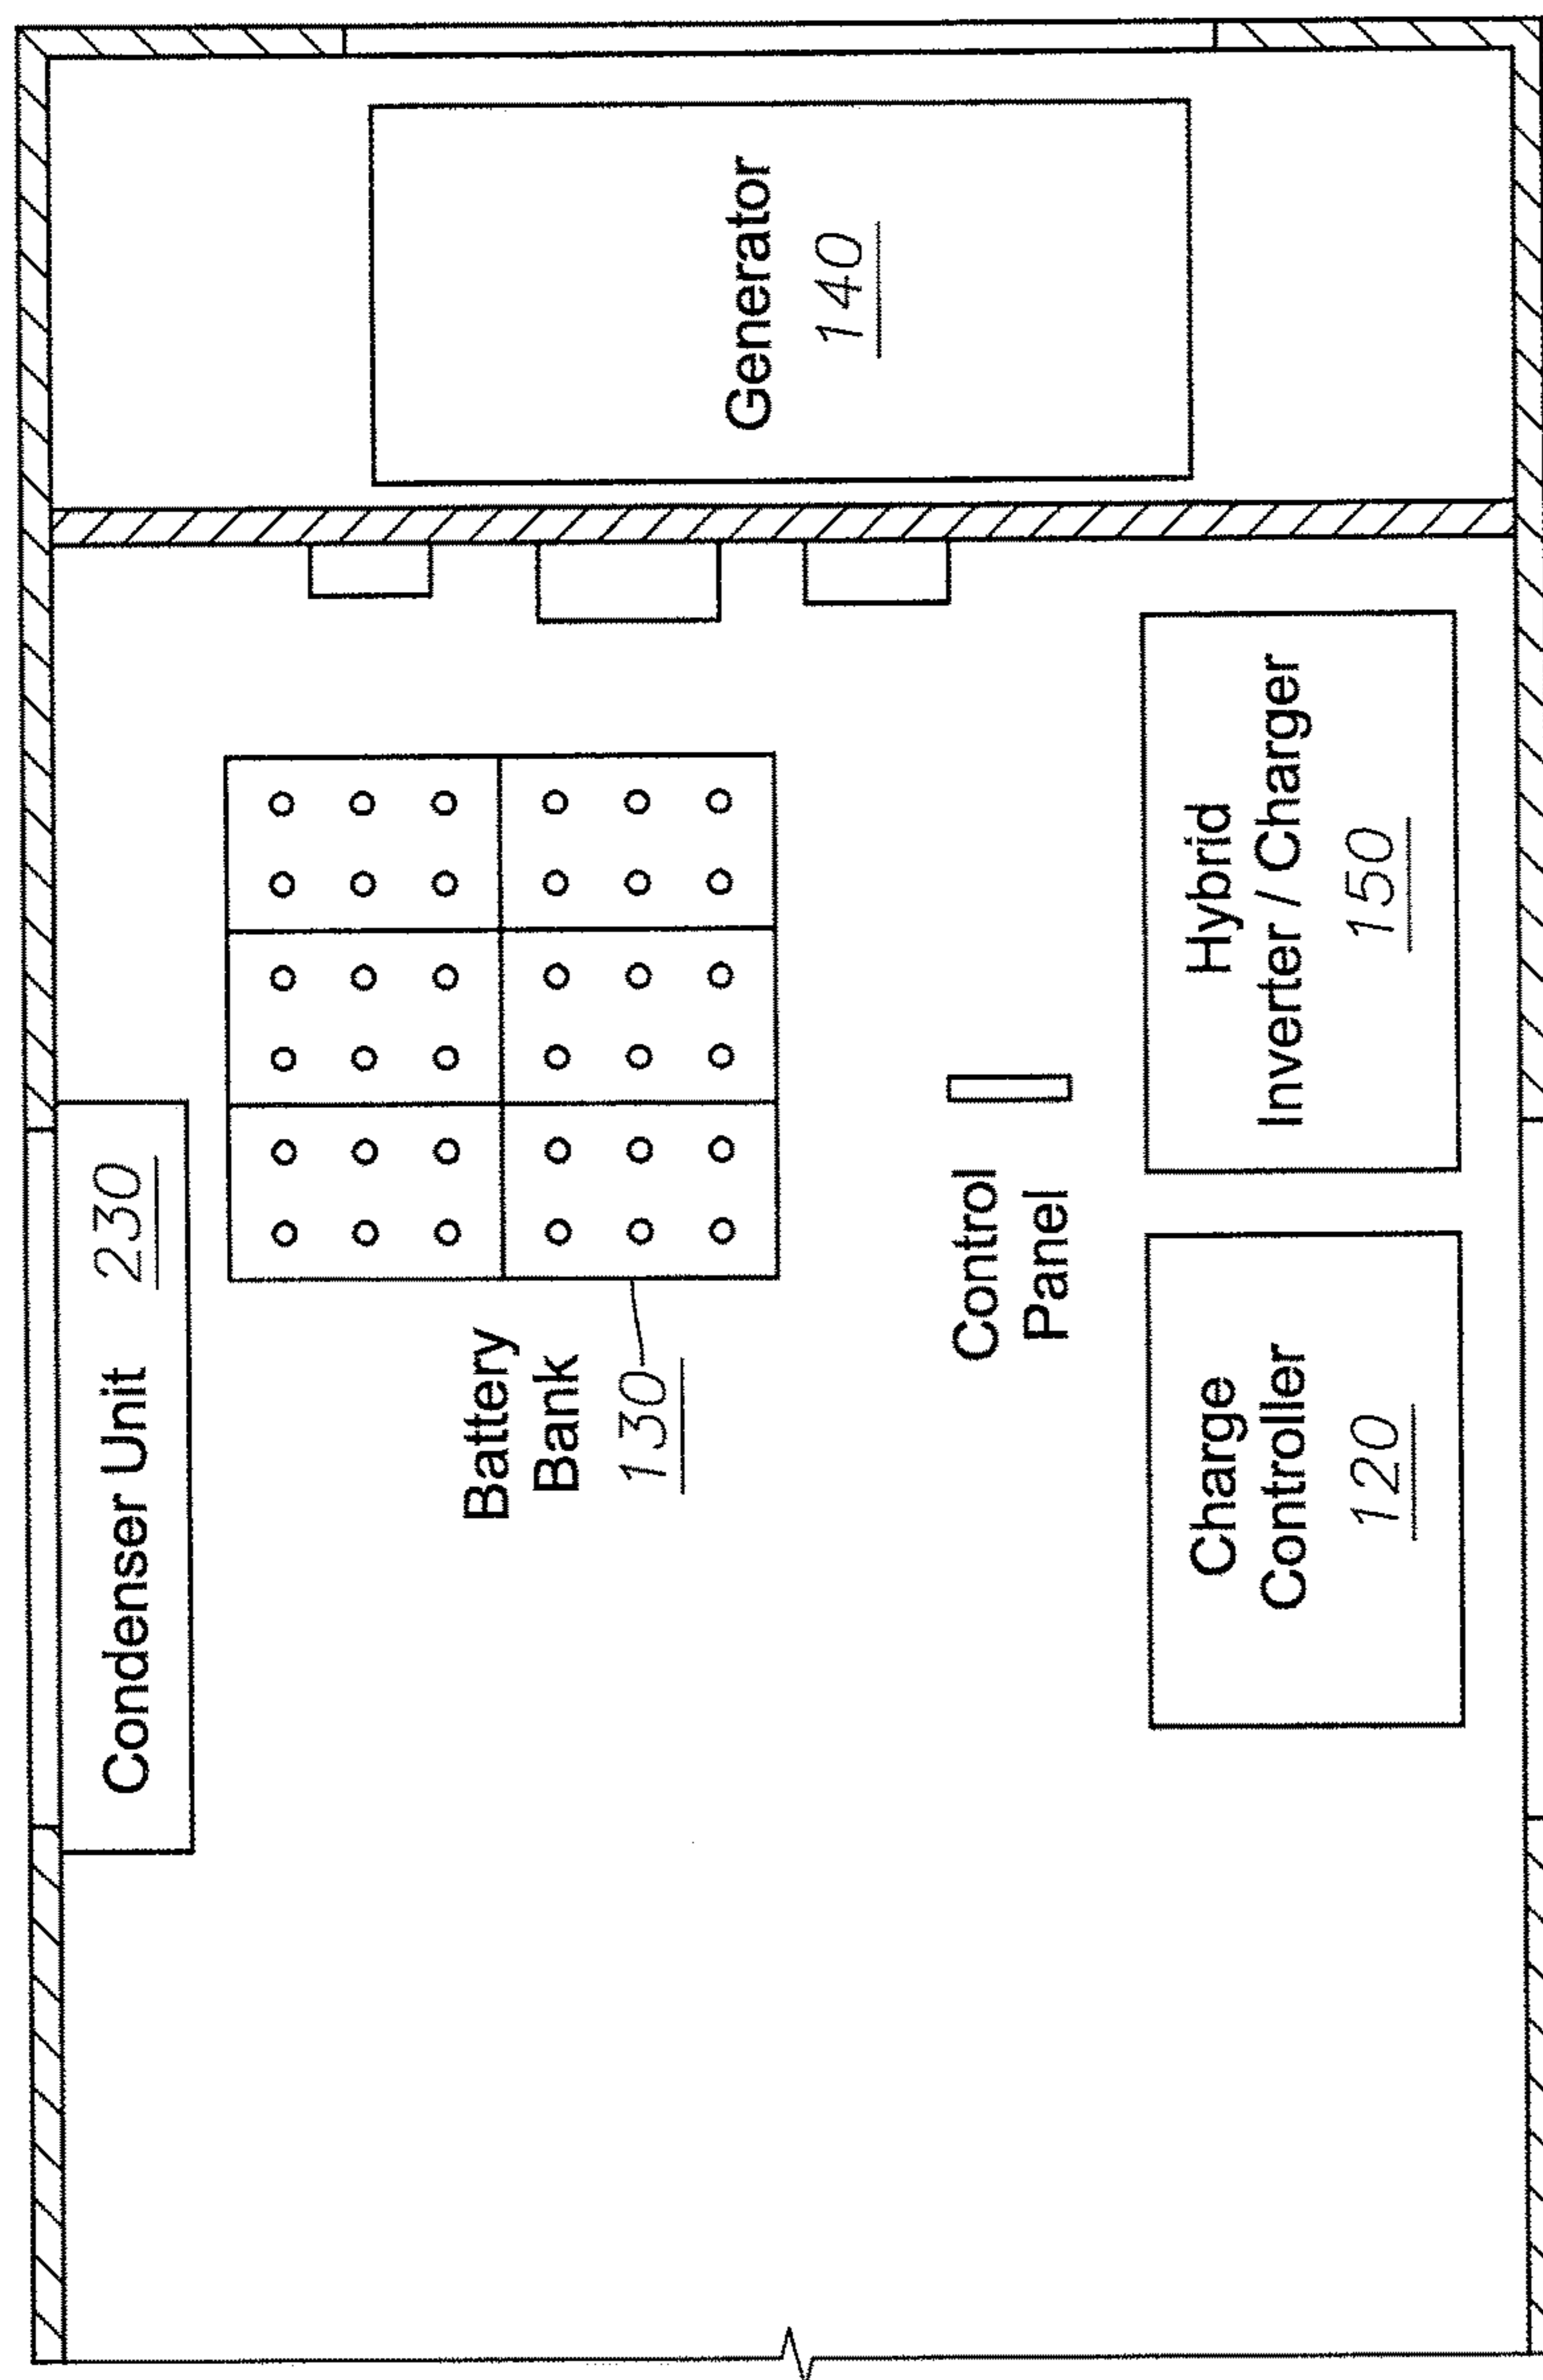 Condenser Unit 230
Battery
Bank
130
Control
Panel
Charge
Controller
120
Hybrid
Inverter / Charger
150
Generator
140